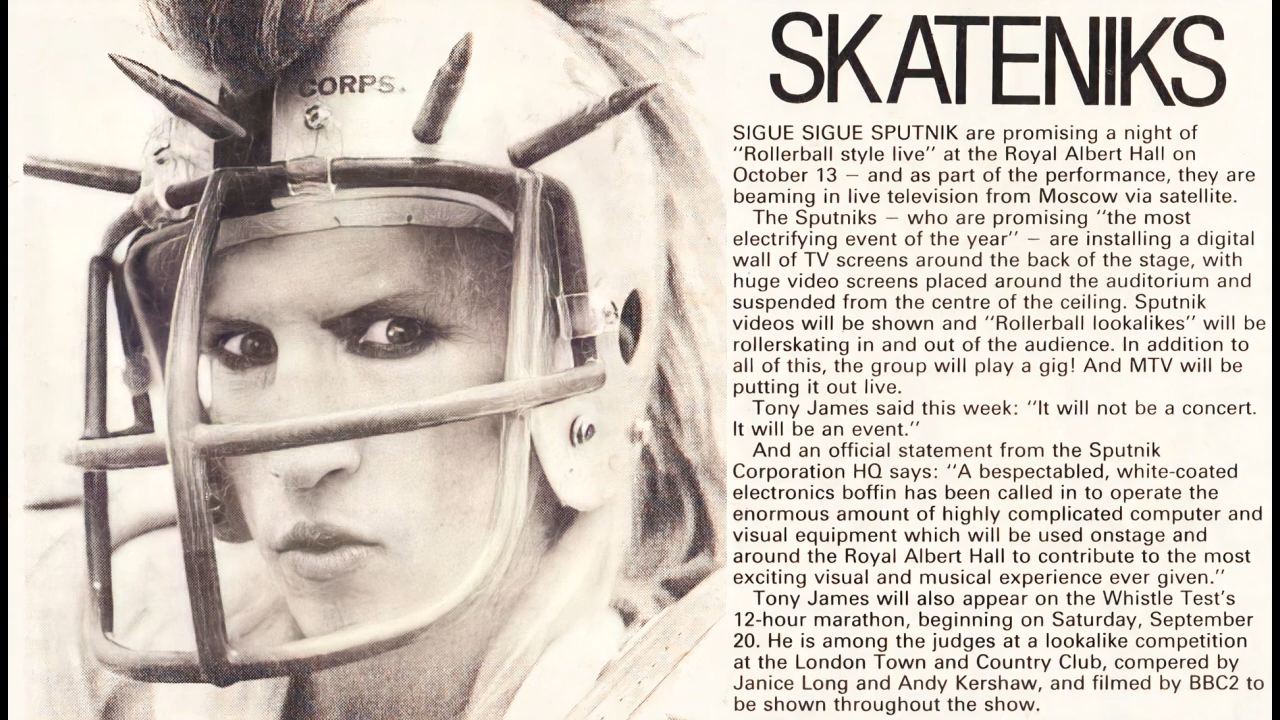 CORPS.
SKATENIKS
SIGUE SIGUE SPUTNIK are promising a night of
"Rollerball style live" at the Royal Albert Hall on
October 13 — and as part of the performance, they are
beaming in live television from Moscow via satellite.
The Sputniks — who are promising "the most
electrifying event of the year" — are installing a digital
wall of TV screens around the back of the stage, with
huge video screens placed around the auditorium and
suspended from the centre of the ceiling. Sputnik
videos will be shown and "Rollerball lookalikes" will be
rollerskating in and out of the audience. In addition to
all of this, the group will play a gig! And MTV will be
putting it out live.
Tony James said this week: "It will not be a concert.
It will be an event."
And an official statement from the Sputnik
Corporation HQ says: "A bespectabled, white-coated
electronics boffin has been called in to operate the
enormous amount of highly complicated computer and
visual equipment which will be used onstage and
around the Royal Albert Hall to contribute to the most
exciting visual and musical experience ever given."
Tony James will also appear on the Whistle Test's
12-hour marathon, beginning on Saturday, September
20. He is among the judges at a lookalike competition
at the London Town and Country Club, compered by
Janice Long and Andy Kershaw, and filmed by BBC2 to
be shown throughout the show.